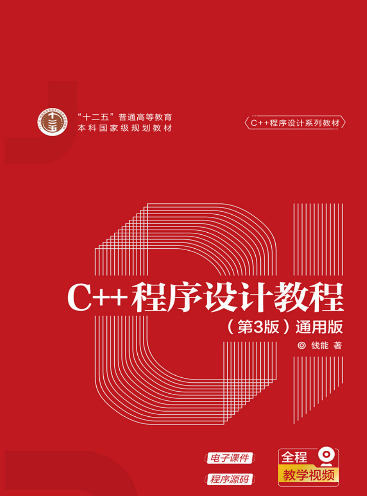 “十二五”普通高等教育
本科国家级规划教材
C++程序设计系列教材
C++程序设计教程
（第3版）通用版
◎ 钱能 著
电子课件
程序源码
全程
教学视频